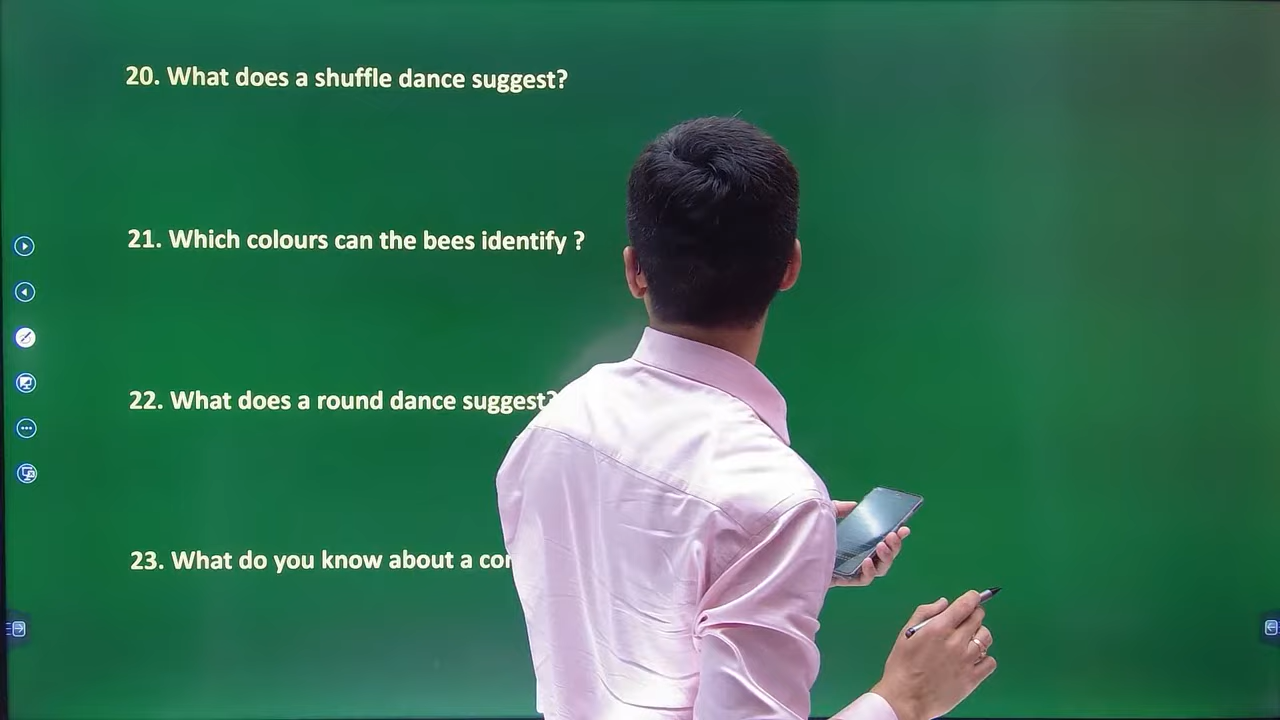 20. What does a shuffle dance suggest?
21. Which colours can the bees identify ?
22. What does a round dance suggest?
23. What do you know about a